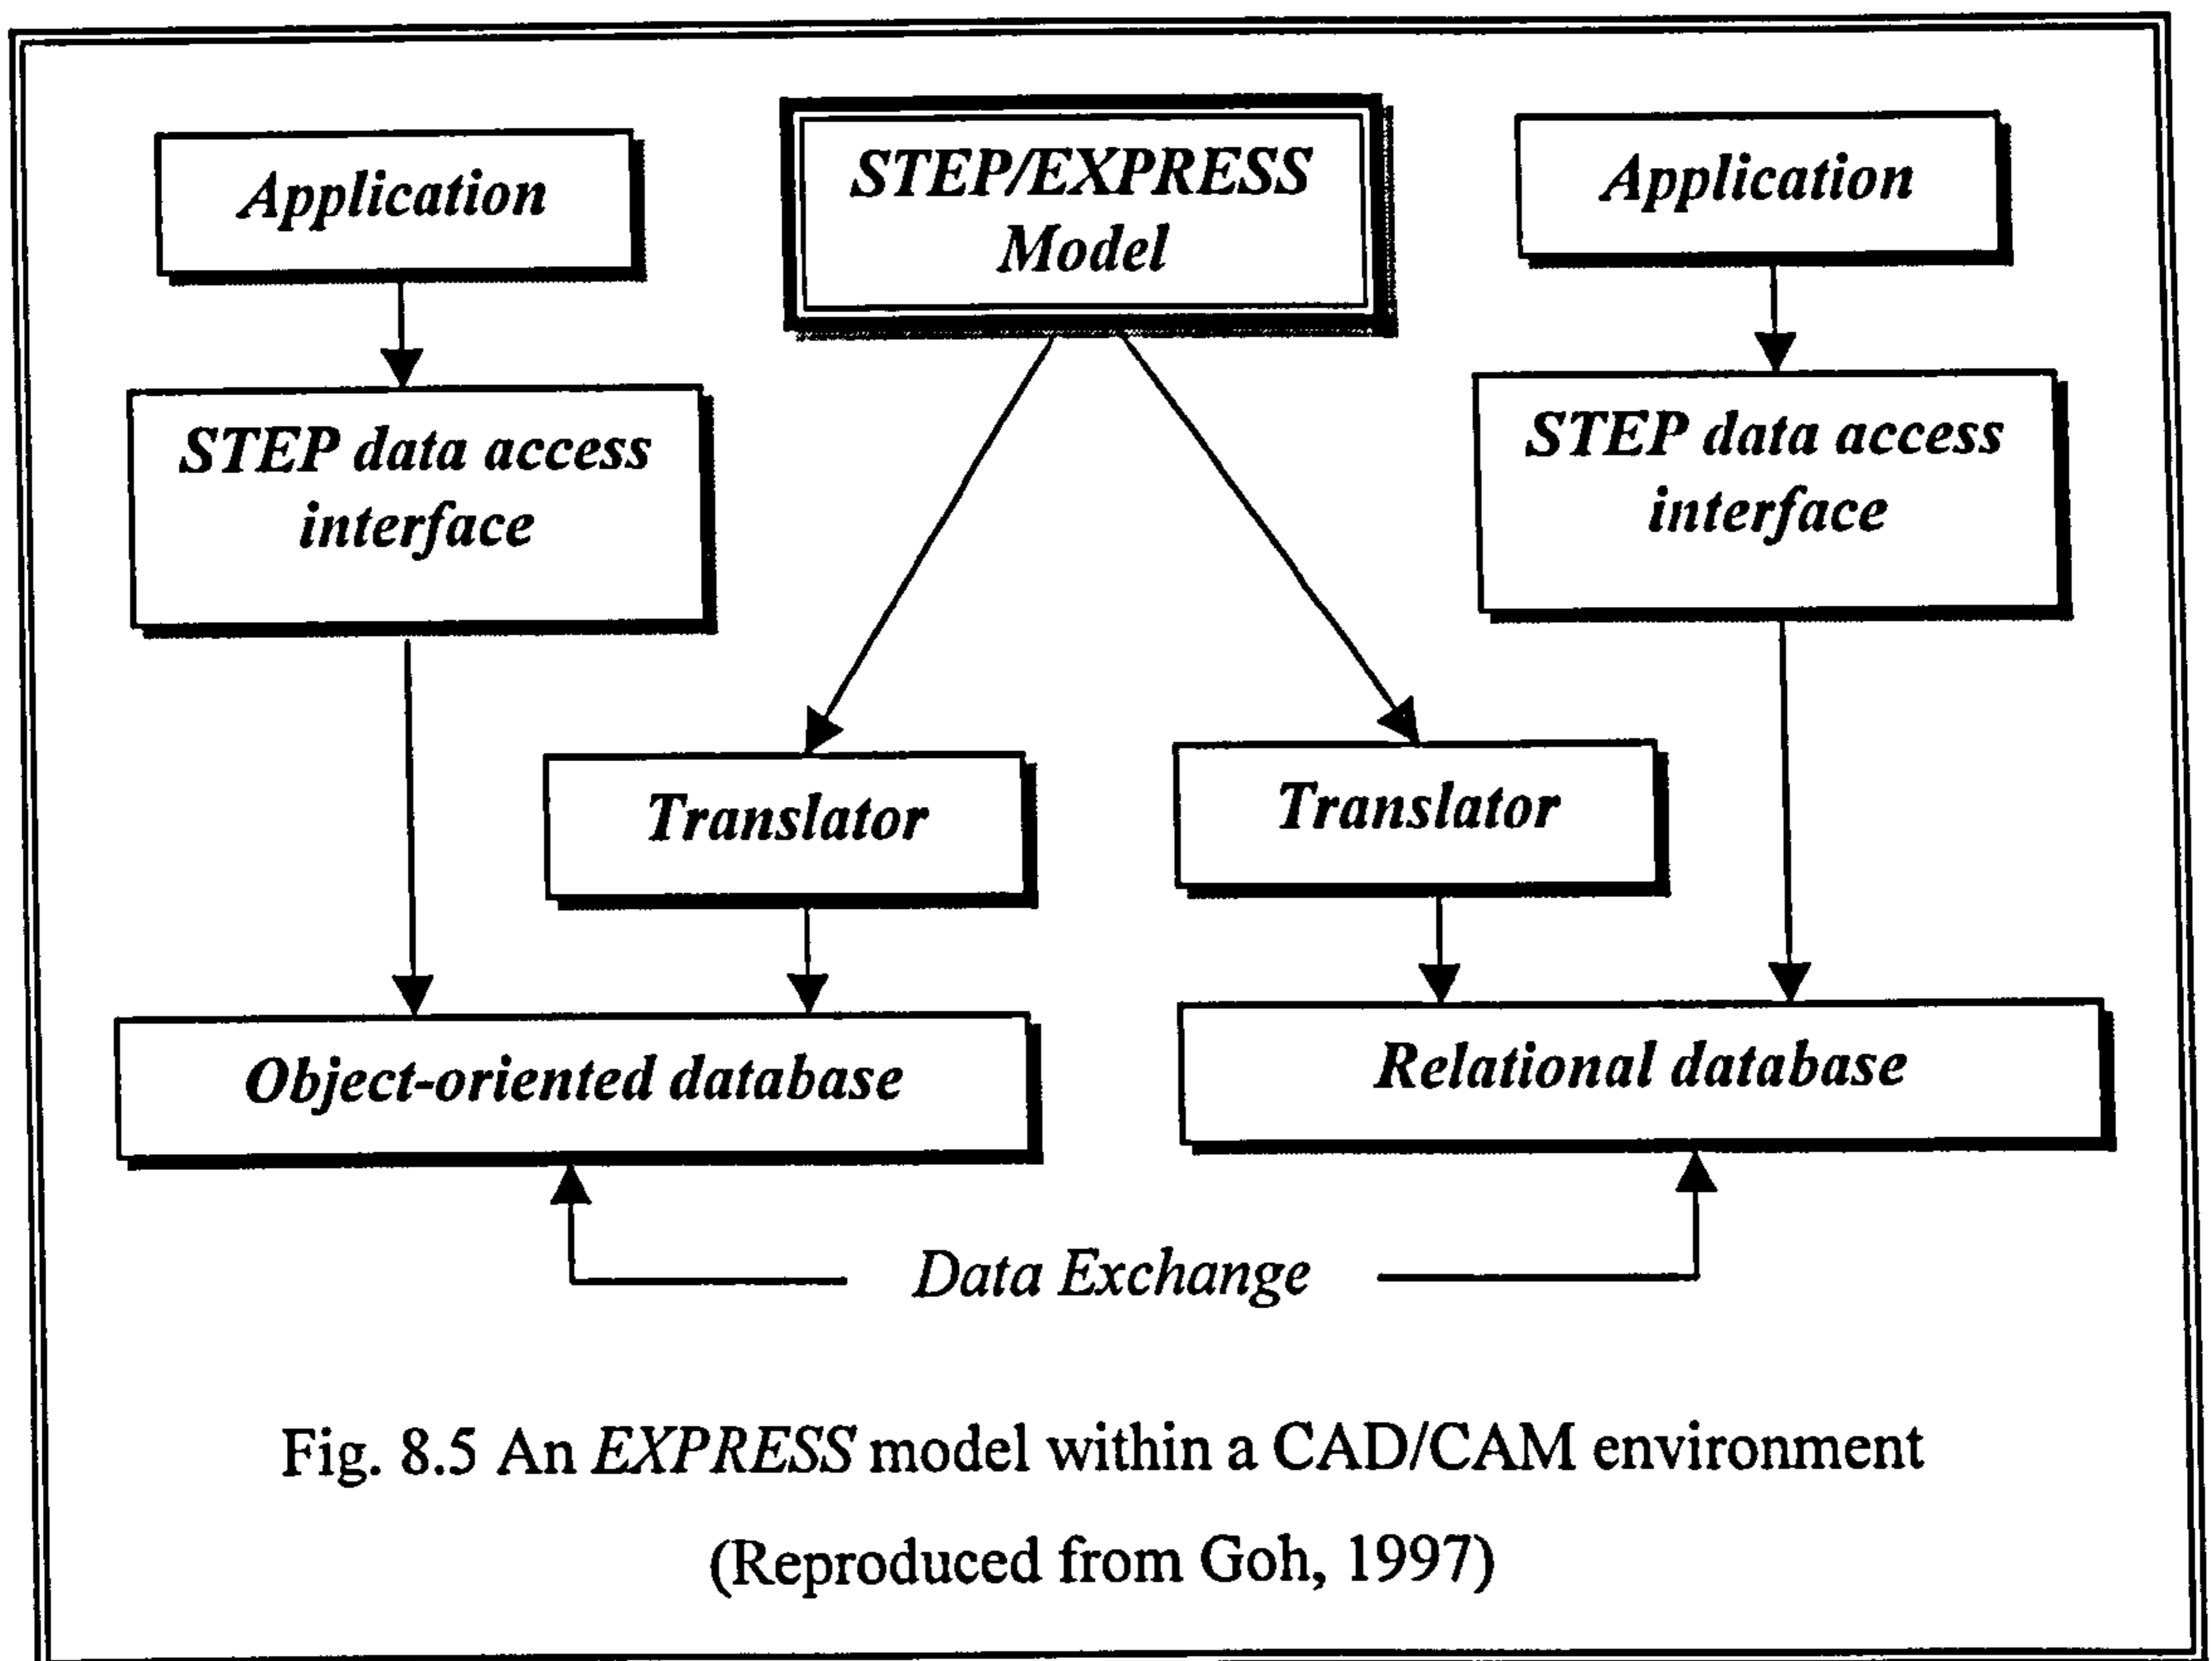 Application
STEP/EXPRESS
Model
Application
STEP data access
interface
STEP data access
interface
Translator
Translator
Object-oriented database
Relational database
Data Exchange
Fig. 8.5 An EXPRESS model within a CAD/CAM environment
(Reproduced from Goh, 1997)